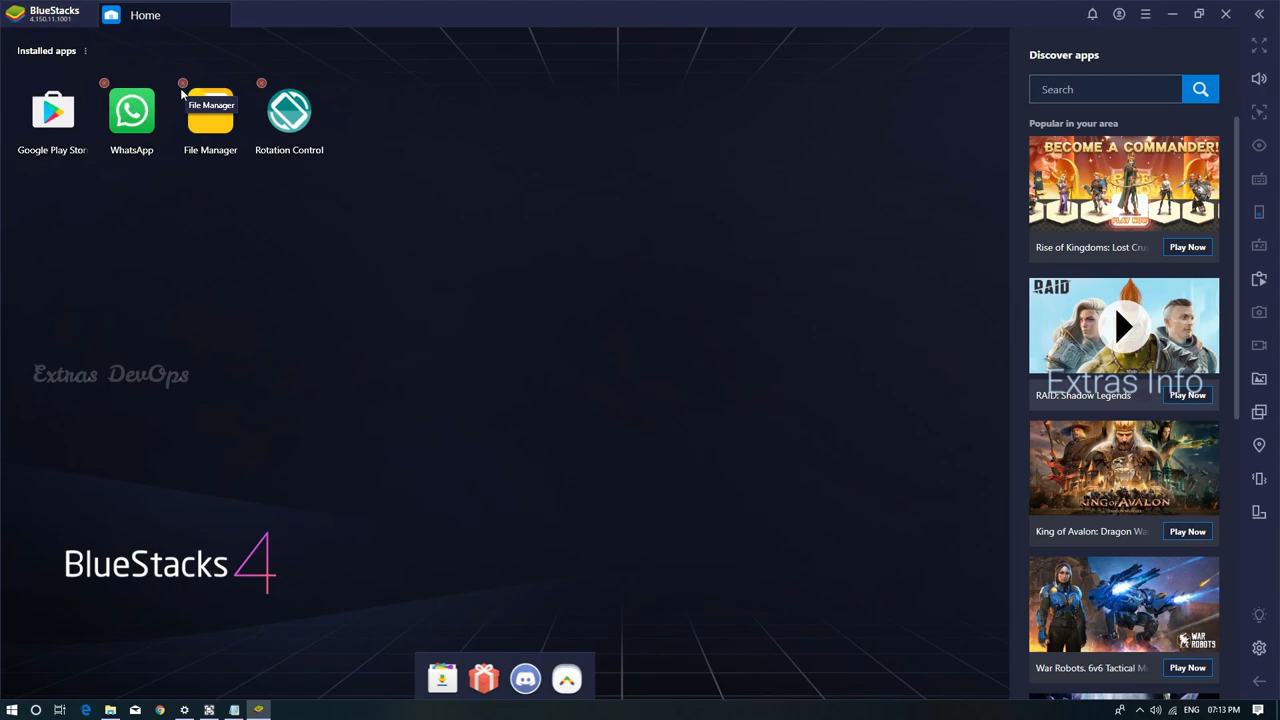 BlueStacks
4.150.11.1001
Home
Installed apps
Google Play Stor
WhatsApp
File Manager
File Manager
Rotation Control
Extras DevOps
BlueStacks 4
Discover apps
Search
Popular in your area
BECOME A COMMANDER!
PLAY NOW
Rise of Kingdoms: Lost Cru
Play Now
RAID
Extras Info
RAID: Shadow Legends
Play Now
KING OF AVALON
King of Avalon: Dragon Wa
Play Now
WAR ROBOTS
War Robots. 6v6 Tactical M
Play Now
ENG
07:13 PM